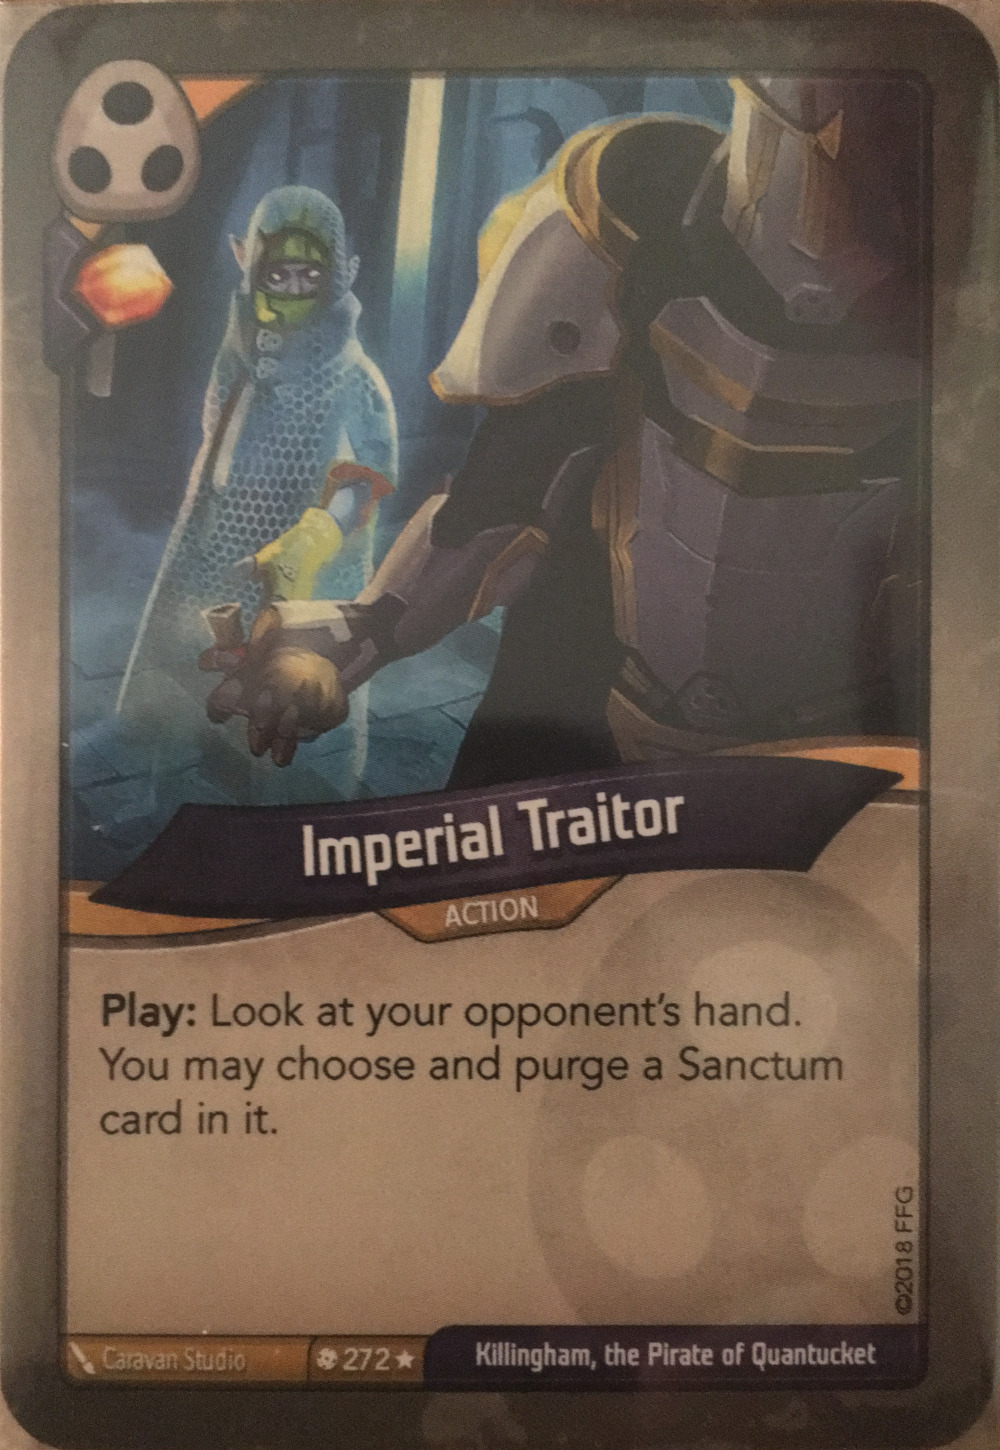 Imperial Traitor
ACTION
Play: Look at your opponent's hand.
You may choose and purge a Sanctum
card in it.
©2018 FFG
Caravan Studio
272
Killingham, the Pirate of Quantucket